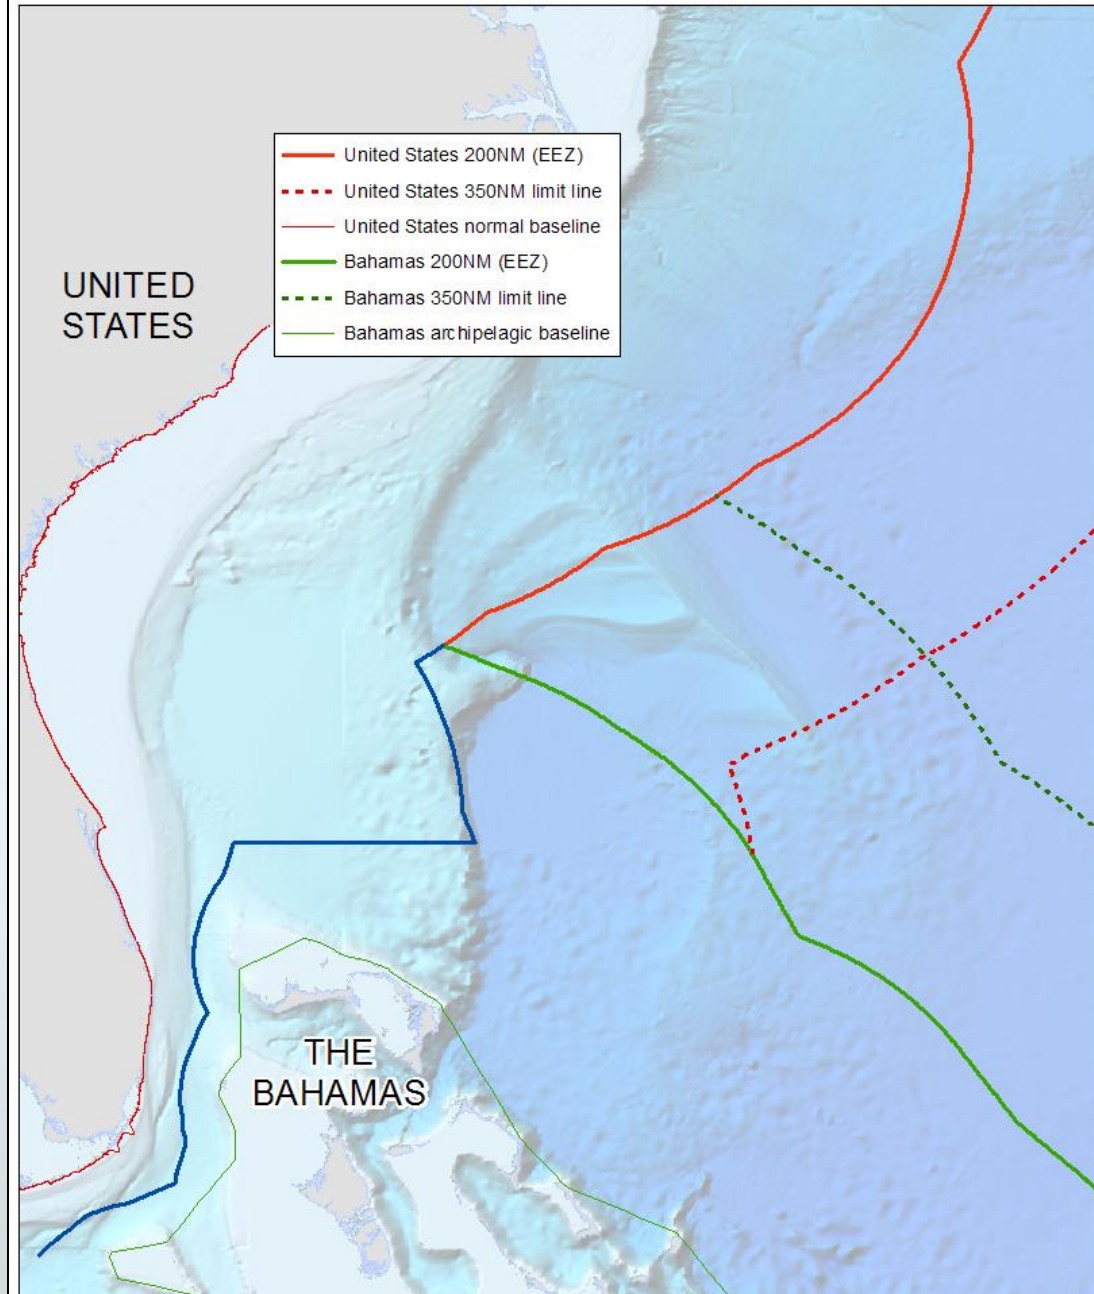 United States 200NM (EEZ)
United States 350NM limit line
United States normal baseline
Bahamas 200NM (EEZ)
Bahamas 350NM limit line
Bahamas archipelagic baseline
UNITED
STATES
THE
BAHAMAS